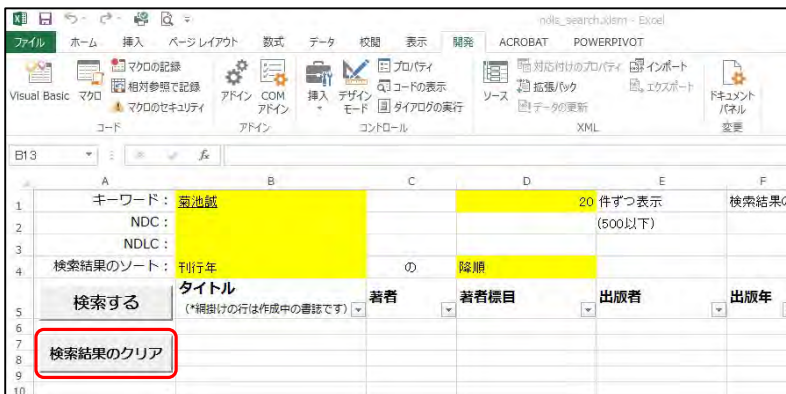 ndls_search.xlsm - Excel
ファイル ホーム 挿入 ページ レイアウト 数式 データ 校閲 表示 開発 ACROBAT POWERPIVOT
マクロの記録 プロパティ 対応付けのプロパティ インポート
相対参照で記録 コードの表示 拡張パック エクスポート
Visual Basic マクロ マクロのセキュリティ アドイン COM アドイン 挿入 デザイン モード ダイアログの実行 ソース データの更新 ドキュメント パネル
コード アドイン コントロール XML 変更
B13 fx
A B C D E F
1 キーワード： 菊池誠 20 件ずつ表示 検索結果の
2 NDC： (500以下)
3 NDLC：
4 検索結果のソート： 刊行年 の 降順
5 検索する タイトル (*網掛けの行は作成中の書誌です) 著者 著者標目 出版者 出版年
6
7
8 検索結果のクリア
9
10